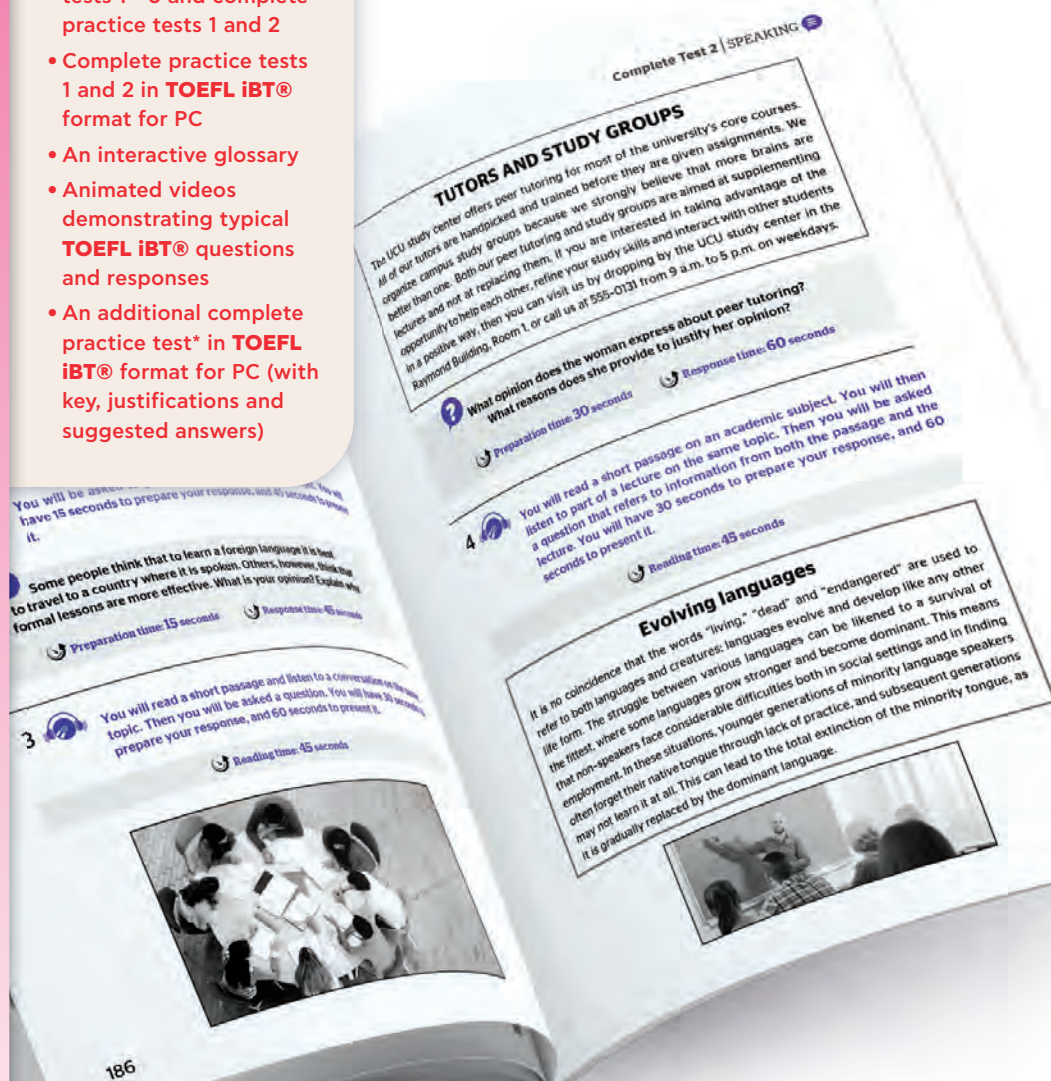 practice tests 1 and 2
• Complete practice tests
1 and 2 in TOEFL iBT®
format for PC
• An interactive glossary
• Animated videos
demonstrating typical
TOEFL iBT® questions
and responses
• An additional complete
practice test* in TOEFL
iBT® format for PC (with
key, justifications and
suggested answers)
You will be asked
have 15 seconds to prepare your response, and 45 seconds to present
it.
Some people think that to learn a foreign language it is best
to travel to a country where it is spoken. Others, however, think that
formal lessons are more effective. What is your opinion? Explain why.
Preparation time: 15 seconds
Response time: 45 seconds
3
You will read a short passage and listen to a conversation on the same
topic. Then you will be asked a question. You will have 30 seconds to
prepare your response, and 60 seconds to present it.
Reading time: 45 seconds
186
Complete Test 2 | SPEAKING
TUTORS AND STUDY GROUPS
The UCU study center offers peer tutoring for most of the university's core courses.
All of our tutors are handpicked and trained before they are given assignments. We
organize campus study groups because we strongly believe that more brains are
better than one. Both our peer tutoring and study groups are aimed at supplementing
lectures and not at replacing them. If you are interested in taking advantage of the
opportunity to help each other, refine your study skills and interact with other students
in a positive way, then you can visit us by dropping by the UCU study center in the
Raymond Building, Room 1, or call us at 555-0131 from 9 a.m. to 5 p.m. on weekdays.
? What opinion does the woman express about peer tutoring?
What reasons does she provide to justify her opinion?
Preparation time: 30 seconds
Response time: 60 seconds
4
You will read a short passage on an academic subject. You will then
listen to part of a lecture on the same topic. Then you will be asked
a question that refers to information from both the passage and the
lecture. You will have 30 seconds to prepare your response, and 60
seconds to present it.
Reading time: 45 seconds
Evolving languages
It is no coincidence that the words "living," "dead" and "endangered" are used to
refer to both languages and creatures: languages evolve and develop like any other
life form. The struggle between various languages can be likened to a survival of
the fittest, where some languages grow stronger and become dominant. This means
that non-speakers face considerable difficulties both in social settings and in finding
employment. In these situations, younger generations of minority language speakers
often forget their native tongue through lack of practice, and subsequent generations
may not learn it at all. This can lead to the total extinction of the minority tongue, as
it is gradually replaced by the dominant language.